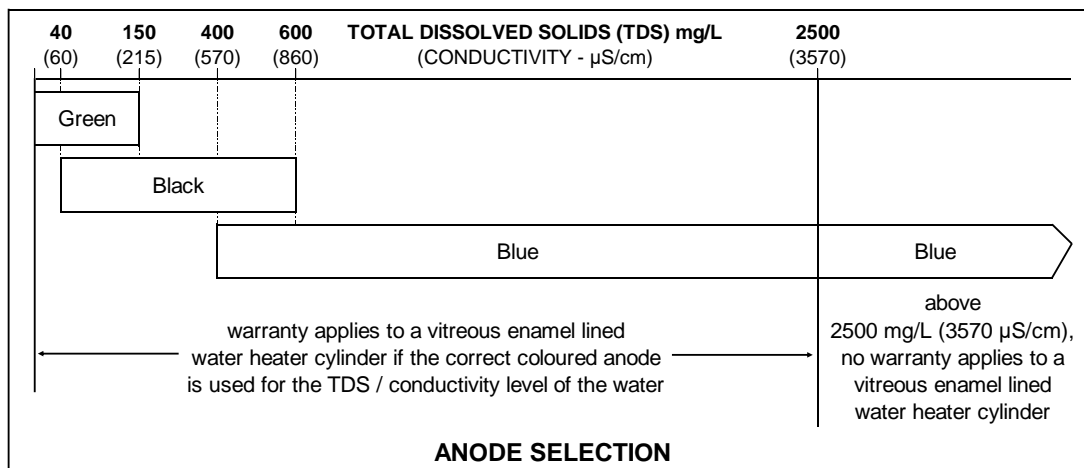 40 150 400 600 TOTAL DISSOLVED SOLIDS (TDS) mg/L 2500
(60) (215) (570) (860) (CONDUCTIVITY - µS/cm) (3570)
Green
Black
Blue Blue
warranty applies to a vitreous enamel lined
water heater cylinder if the correct coloured anode
is used for the TDS / conductivity level of the water
above
2500 mg/L (3570 µS/cm),
no warranty applies to a
vitreous enamel lined
water heater cylinder
ANODE SELECTION